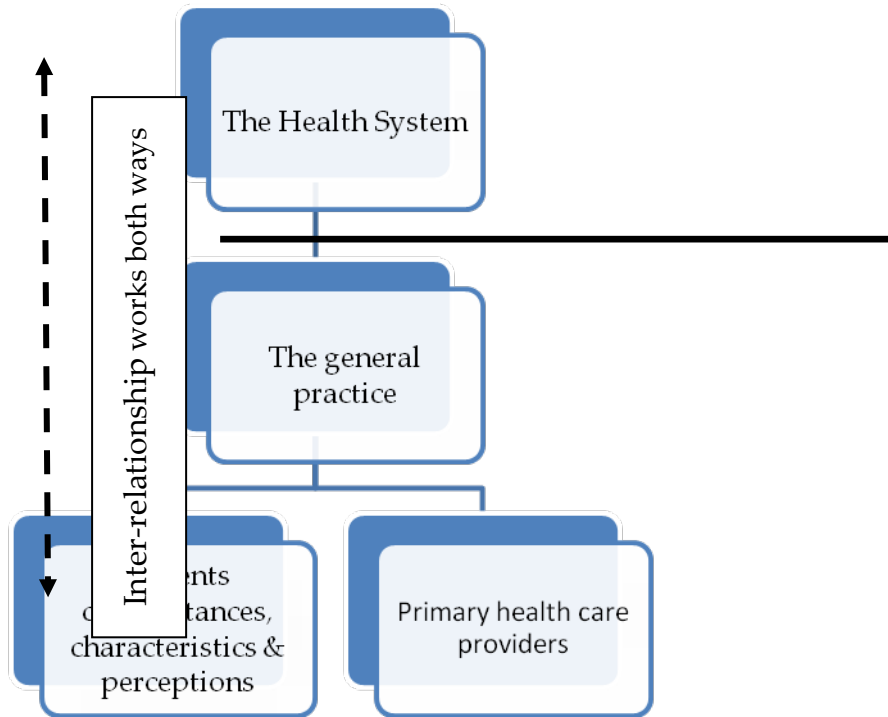 The Health System
Inter-relationship works both ways
The general
practice
characteristics &
perceptions
Primary health care
providers